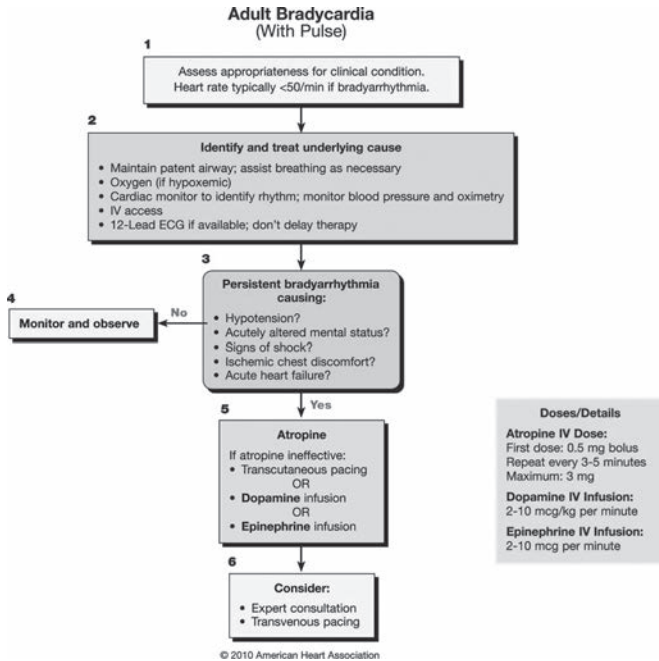 Adult Bradycardia
(With Pulse)
1
Assess appropriateness for clinical condition.
Heart rate typically <50/min if bradyarrhythmia.
2
Identify and treat underlying cause
• Maintain patent airway; assist breathing as necessary
• Oxygen (if hypoxemic)
• Cardiac monitor to identify rhythm; monitor blood pressure and oximetry
• IV access
• 12-Lead ECG if available; don't delay therapy
3
Persistent bradyarrhythmia
causing:
• Hypotension?
• Acutely altered mental status?
• Signs of shock?
• Ischemic chest discomfort?
• Acute heart failure?
4
No
Monitor and observe
Yes
5
Atropine
If atropine ineffective:
• Transcutaneous pacing
OR
• Dopamine infusion
OR
• Epinephrine infusion
6
Consider:
• Expert consultation
• Transvenous pacing
Doses/Details
Atropine IV Dose:
First dose: 0.5 mg bolus
Repeat every 3-5 minutes
Maximum: 3 mg
Dopamine IV Infusion:
2-10 mcg/kg per minute
Epinephrine IV Infusion:
2-10 mcg per minute
© 2010 American Heart Association